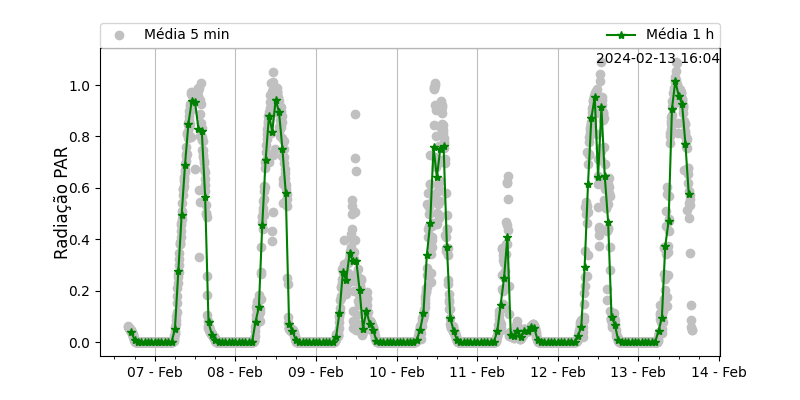 Média 5 min
Média 1 h
2024-02-13 16:04
Radiação PAR
1.0
0.8
0.6
0.4
0.2
0.0
07 - Feb
08 - Feb
09 - Feb
10 - Feb
11 - Feb
12 - Feb
13 - Feb
14 - Feb